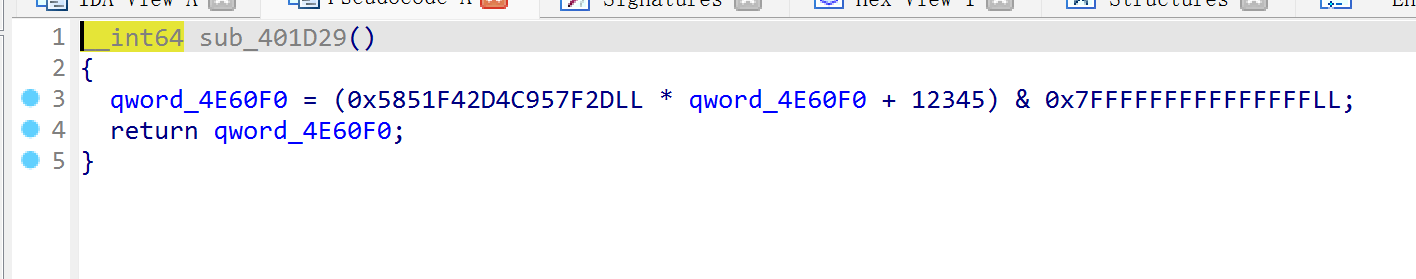 IDA View-A Pseudocode-A Signatures Hex View-1 Structures En
1 __int64 sub_401D29()
2 {
3 qword_4E60F0 = (0x5851F42D4C957F2DLL * qword_4E60F0 + 12345) & 0x7FFFFFFFFFFFFFFFLL;
4 return qword_4E60F0;
5 }